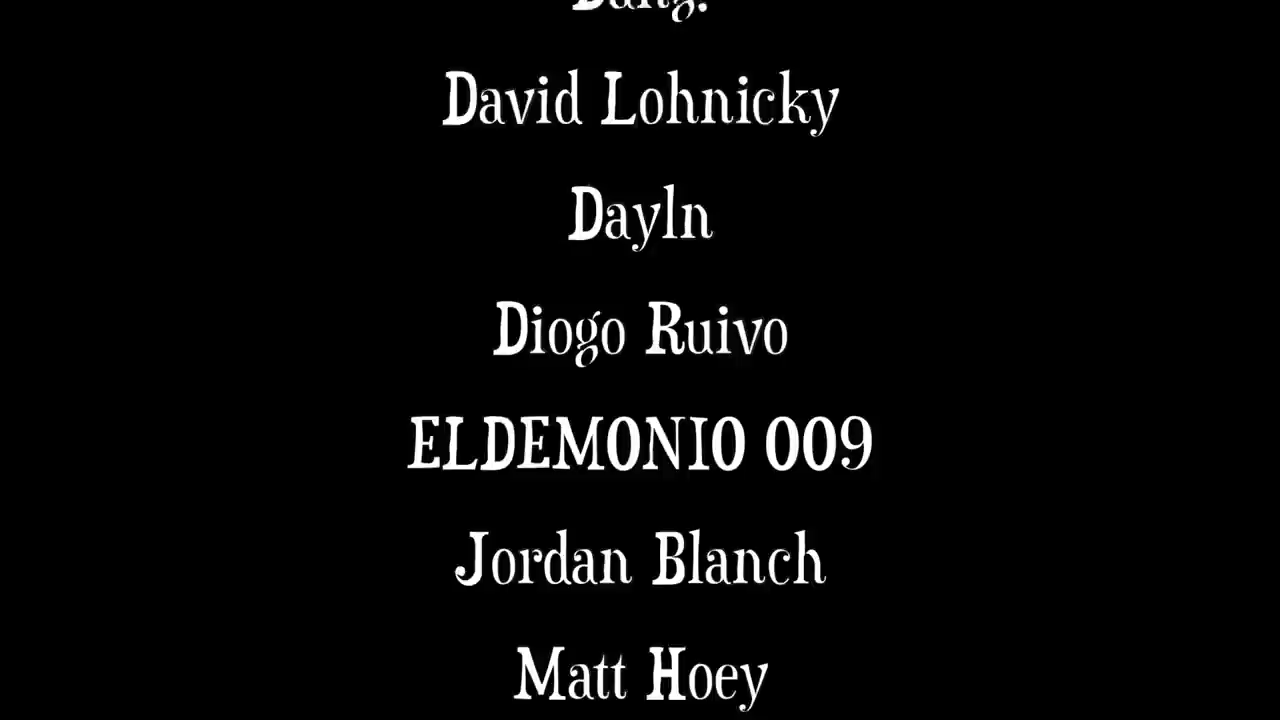 David Lohnicky
Dayln
Diogo Ruivo
ELDEMONIO 009
Jordan Blanch
Matt Hoey